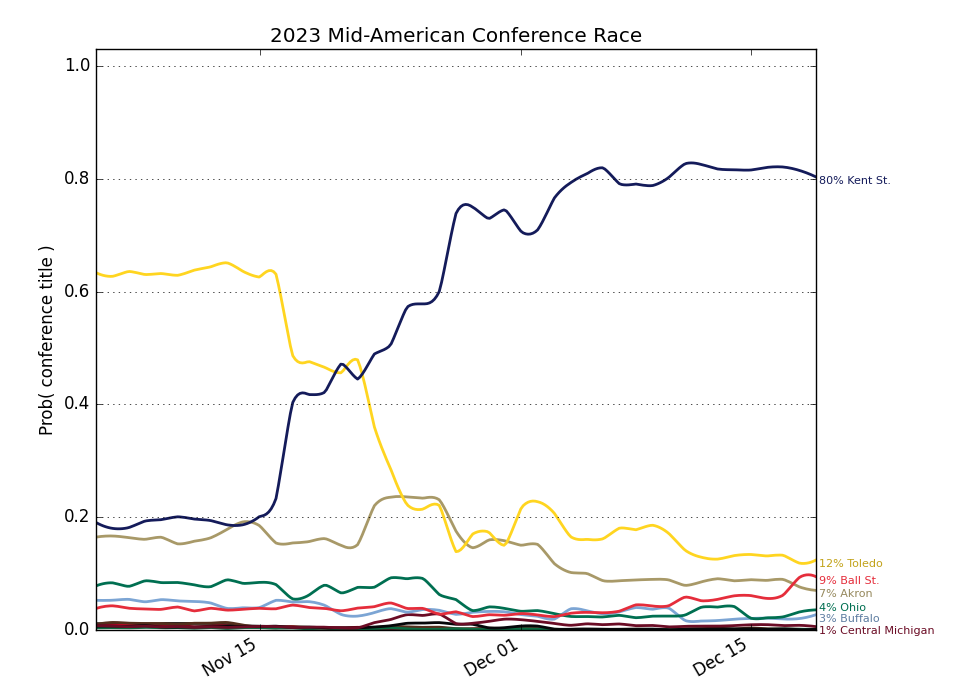 2023 Mid-American Conference Race
Prob( conference title )
1.0
0.8
0.6
0.4
0.2
0.0
Nov 15
Dec 01
Dec 15
80% Kent St.
12% Toledo
9% Ball St.
7% Akron
4% Ohio
3% Buffalo
1% Central Michigan